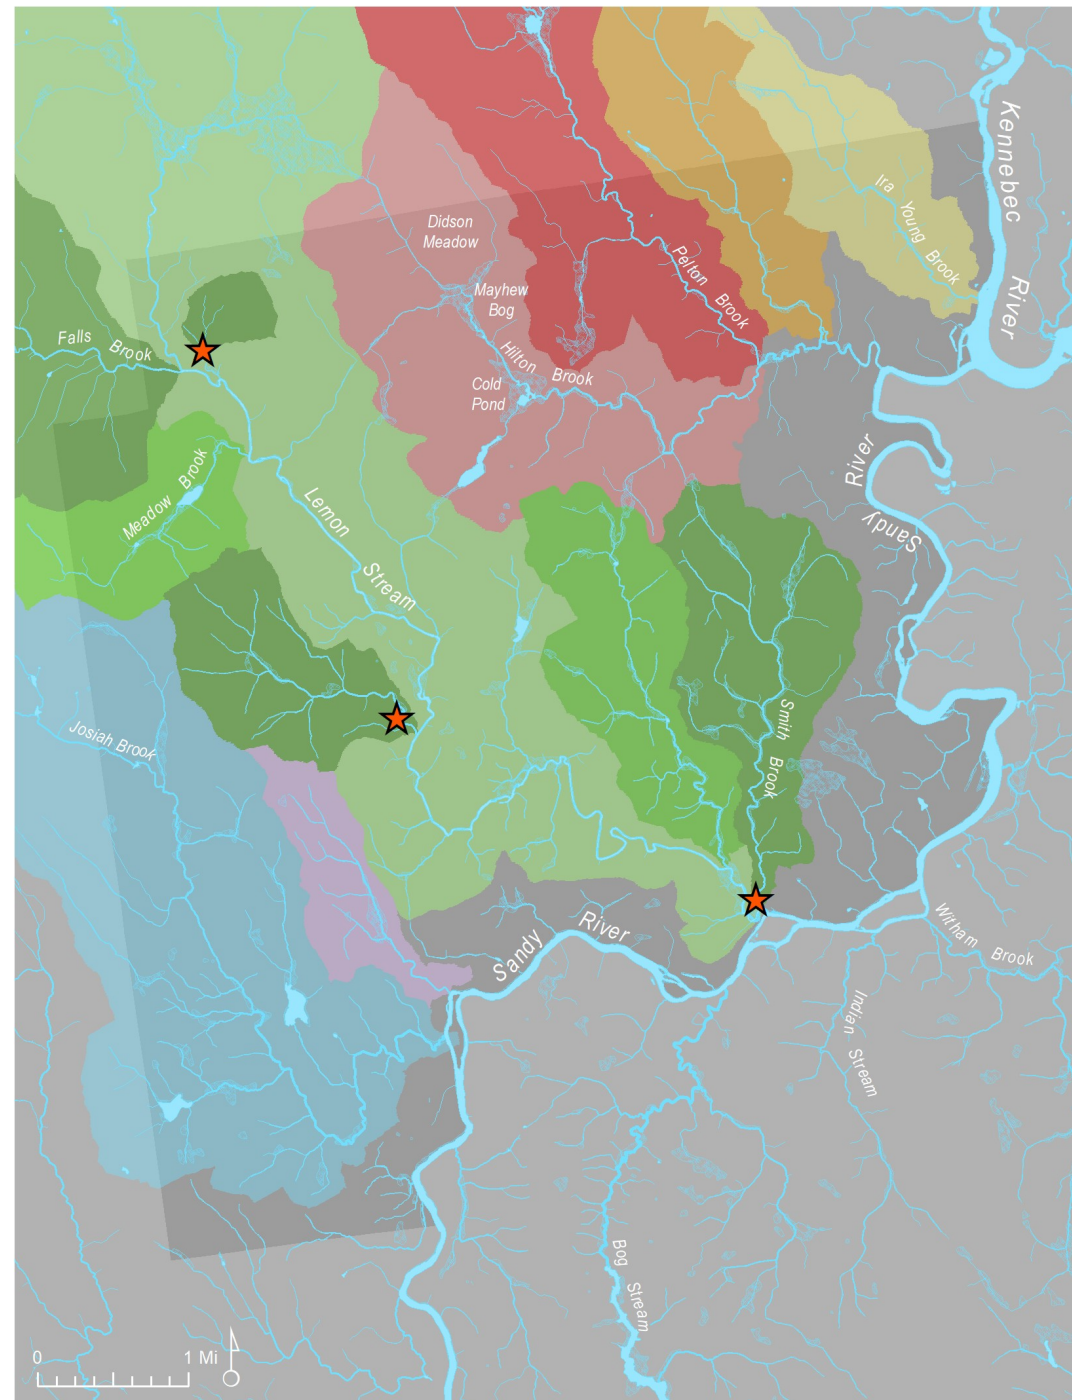 Kennebec
River
Ira
Young
Brook
Didson
Meadow
Pelton
Brook
Mayhew
Bog
Falls
Brook
Hilton
Brook
Cold
Pond
River
Sandy
Meadow
Brook
Lemon
Stream
Smith
Brook
Josiah Brook
Sandy
River
Witham
Brook
Indian
Stream
Bog
Stream
0
1 Mi